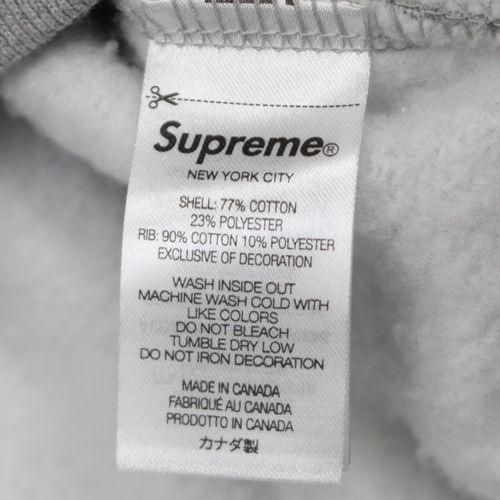 Supreme®
NEW YORK CITY
SHELL: 77% COTTON
23% POLYESTER
RIB: 90% COTTON 10% POLYESTER
EXCLUSIVE OF DECORATION
WASH INSIDE OUT
MACHINE WASH COLD WITH
LIKE COLORS
DO NOT BLEACH
TUMBLE DRY LOW
DO NOT IRON DECORATION
MADE IN CANADA
FABRIQUÉ AU CANADA
PRODOTTO IN CANADA
カナダ製